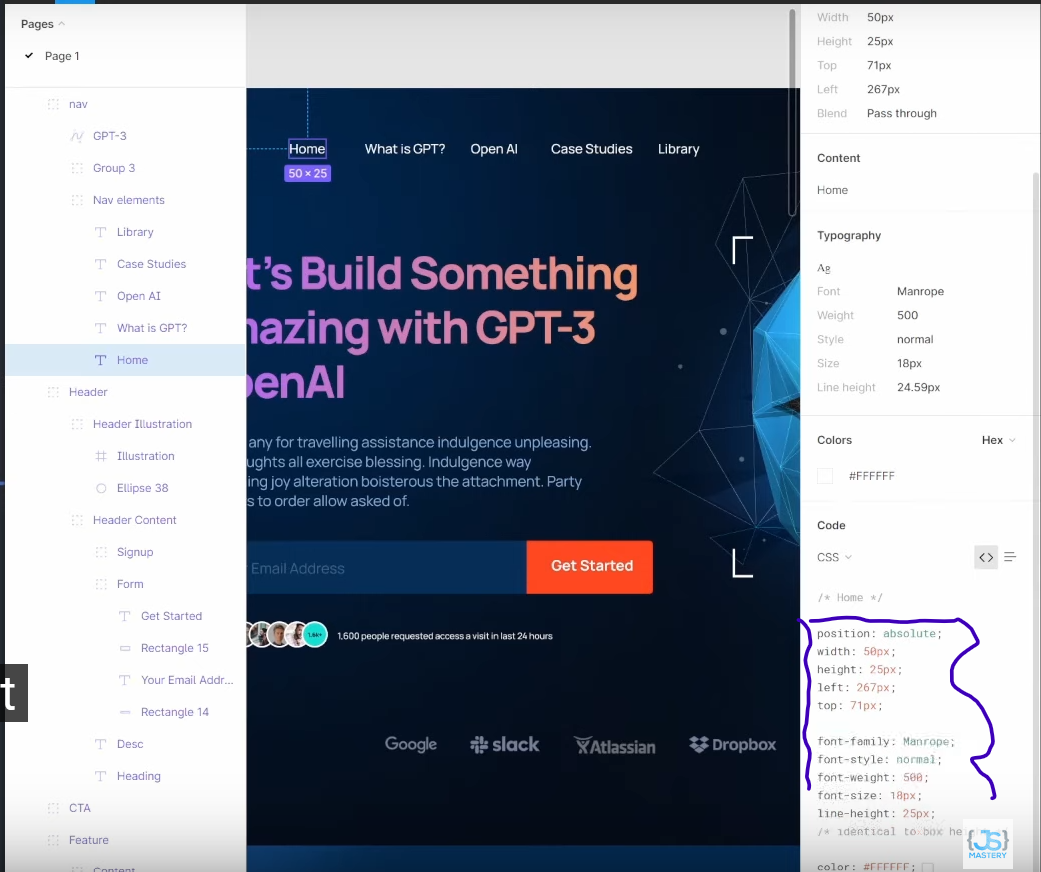 Pages
Page 1
nav
GPT-3
Group 3
Nav elements
Library
Case Studies
Open AI
What is GPT?
Home
Header
Header Illustration
Illustration
Ellipse 38
Header Content
Signup
Form
Get Started
Rectangle 15
Your Email Addr...
Rectangle 14
Desc
Heading
CTA
Feature
Content
t
Home What is GPT? Open AI Case Studies Library
50 × 25
t's Build Something
azing with GPT-3
enAI
any for travelling assistance indulgence unpleasing.
ughts all exercise blessing. Indulgence way
ing joy alteration boisterous the attachment. Party
s to order allow asked of.
Email Address Get Started
1.6k+ 1,600 people requested access a visit in last 24 hours
Google slack Atlassian Dropbox
Width 50px
Height 25px
Top 71px
Left 267px
Blend Pass through
Content
Home
Typography
Ag
Font Manrope
Weight 500
Style normal
Size 18px
Line height 24.59px
Colors Hex
#FFFFFF
Code
CSS <>
/* Home */
position: absolute;
width: 50px;
height: 25px;
left: 267px;
top: 71px;
font-family: Manrope;
font-style: normal;
font-weight: 500;
font-size: 18px;
line-height: 25px;
/* identical to box he
color: #FFFFFF;
{JS}
MASTERY